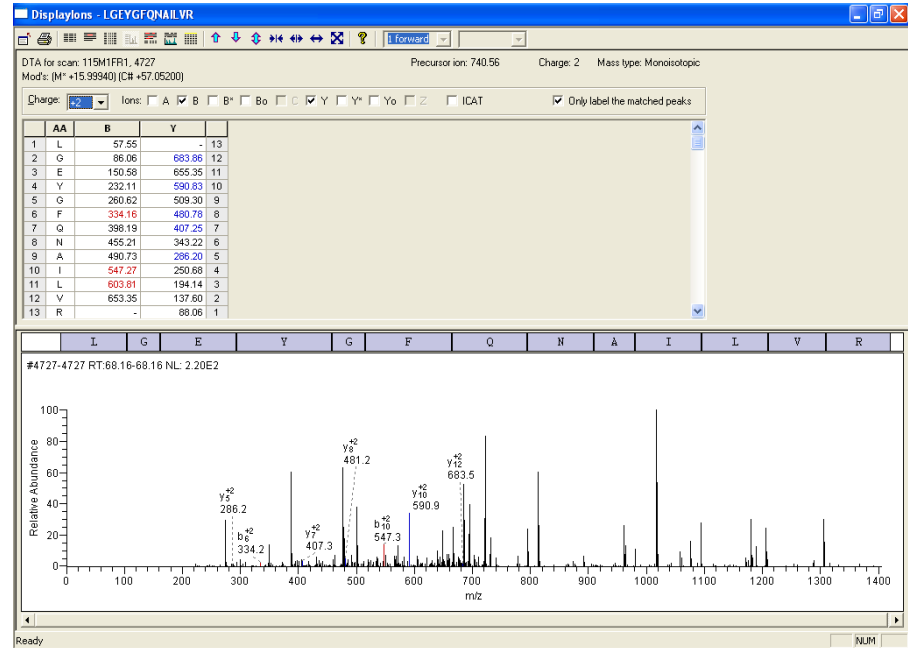 DisplayIons - LGEYGFQNAILVR
1 forward
DTA for scan: 115M1FR1, 4727 Precursor ion: 740.56 Charge: 2 Mass type: Monoisotopic
Mod's: (M* +15.99940) (C# +57.05200)
Charge: +2 Ions: A B B* Bo C Y Y* Yo Z ICAT Only label the matched peaks
AA B Y
1 L 57.55 - 13
2 G 86.06 683.86 12
3 E 150.58 655.35 11
4 Y 232.11 590.83 10
5 G 260.62 509.30 9
6 F 334.16 480.78 8
7 Q 398.19 407.25 7
8 N 455.21 343.22 6
9 A 490.73 286.20 5
10 I 547.27 250.68 4
11 L 603.81 194.14 3
12 V 653.35 137.60 2
13 R - 88.06 1
L G E Y G F Q N A I L V R
#4727-4727 RT:68.16-68.16 NL: 2.20E2
Relative Abundance
100
80
60
40
20
0
y5+2
286.2
b6+2
334.2
y7+2
407.3
y8+2
481.2
b10+2
547.3
y10+2
590.9
y12+2
683.5
0 100 200 300 400 500 600 700 800 900 1000 1100 1200 1300 1400
m/z
Ready NUM